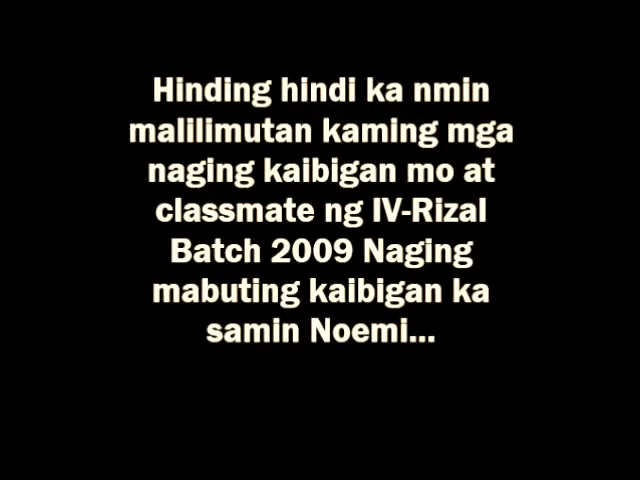 Hinding hindi ka nmin
malilimutan kaming mga
naging kaibigan mo at
classmate ng IV-Rizal
Batch 2009 Naging
mabuting kaibigan ka
samin Noemi...